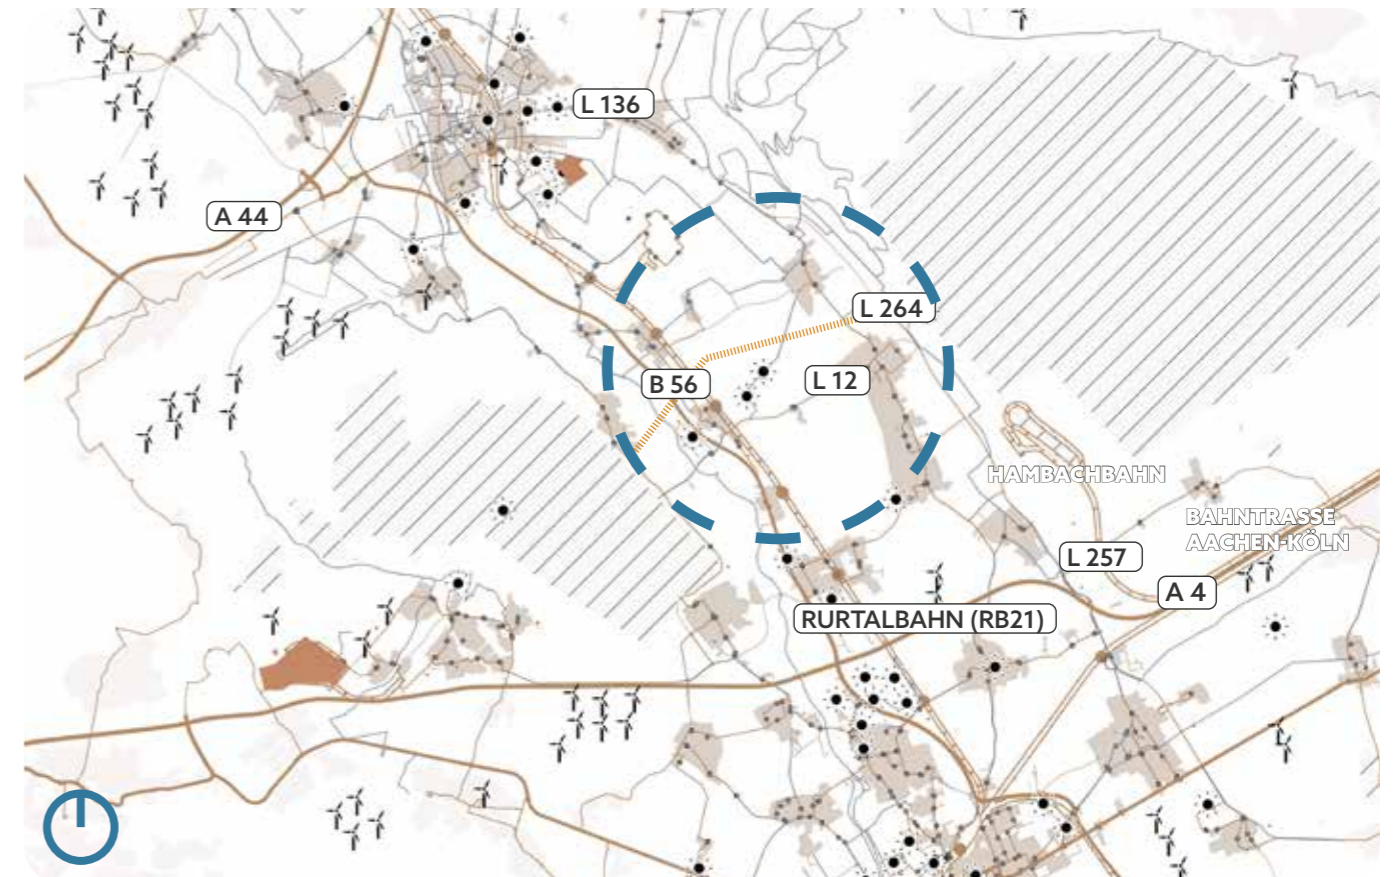 L 136
A 44
L 264
L 12
B 56
HAMBACHBAHN
BAHNTRASSE
AACHEN-KÖLN
L 257
A 4
RURTALBAHN (RB21)